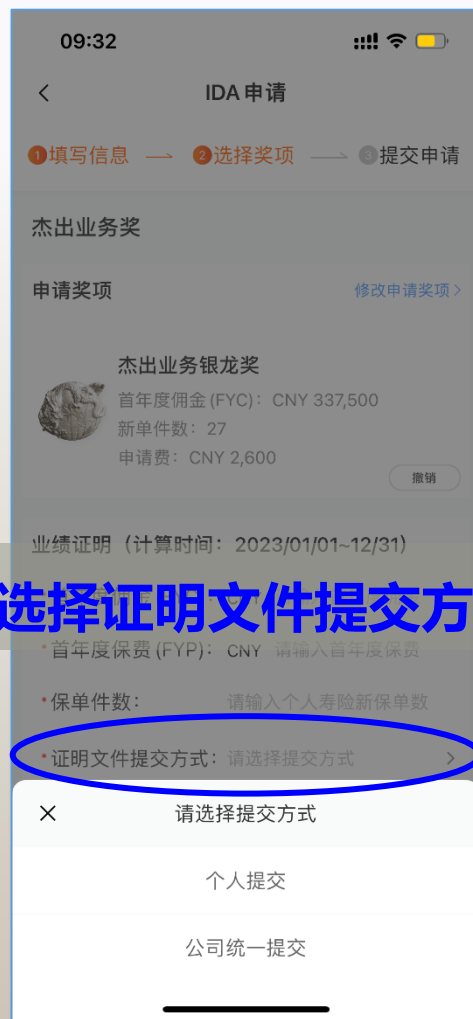 09:32
IDA 申请
1填写信息 2选择奖项 3提交申请
杰出业务奖
申请奖项 修改申请奖项
杰出业务银龙奖
首年度佣金 (FYC)：CNY 337,500
新单件数：27
申请费：CNY 2,600
撤销
业绩证明（计算时间：2023/01/01~12/31）
选择证明文件提交方
*首年度保费 (FYP)： CNY 请输入首年度保费
*保单件数： 请输入个人寿险新保单数
*证明文件提交方式：请选择提交方式
请选择提交方式
个人提交
公司统一提交